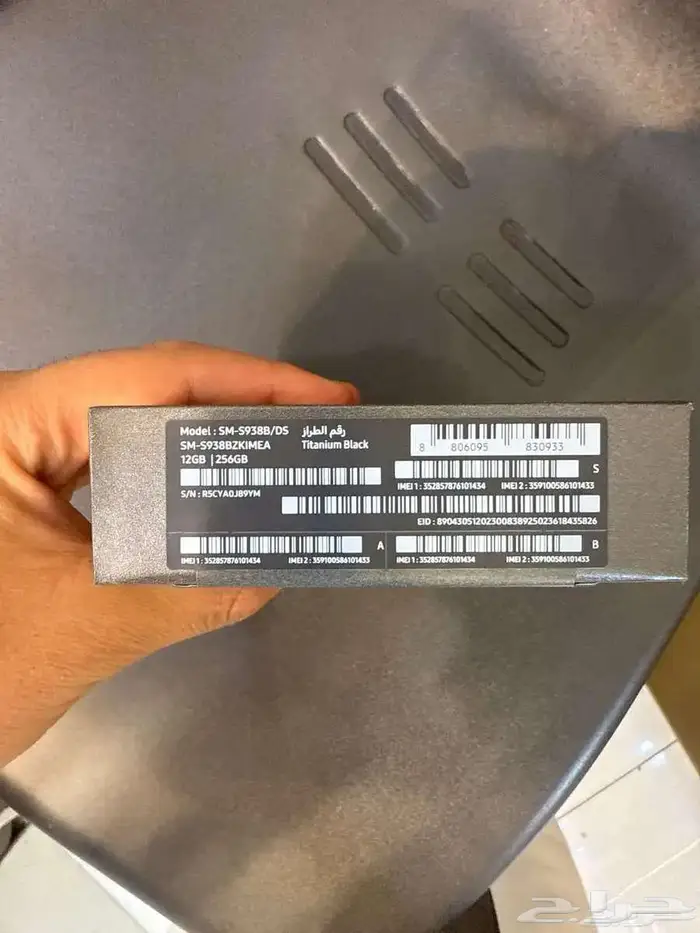 Model : SM-S938B/DS رقم الطراز
SM-S938BZKIMEA Titanium Black
12GB | 256GB
8 806095 830933
S/N : R5CYA0J89YM
IMEI 1 : 352857876101434 IMEI 2 : 359100586101433
S
EID : 89043051202300838925023618435826
IMEI 1 : 352857876101434 IMEI 2 : 359100586101433
A
IMEI 1 : 352857876101434 IMEI 2 : 359100586101433
B
حراج